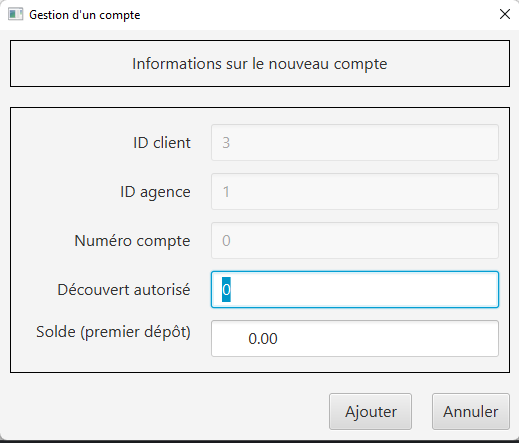 Gestion d'un compte
Informations sur le nouveau compte
ID client 3
ID agence 1
Numéro compte 0
Découvert autorisé 0
Solde (premier dépôt) 0.00
Ajouter Annuler